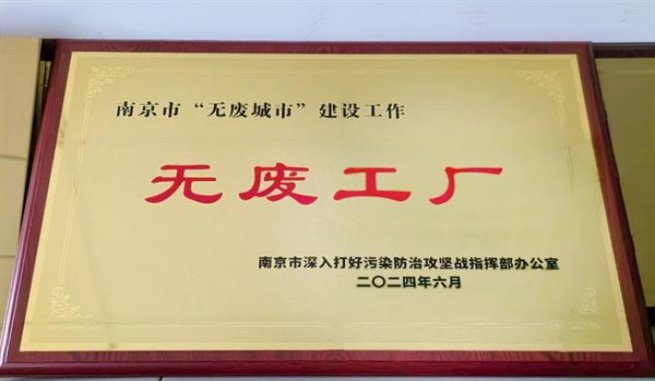 南京市“无废城市”建设工作
无废工厂
南京市深入打好污染防治攻坚战指挥部办公室
二〇二四年六月